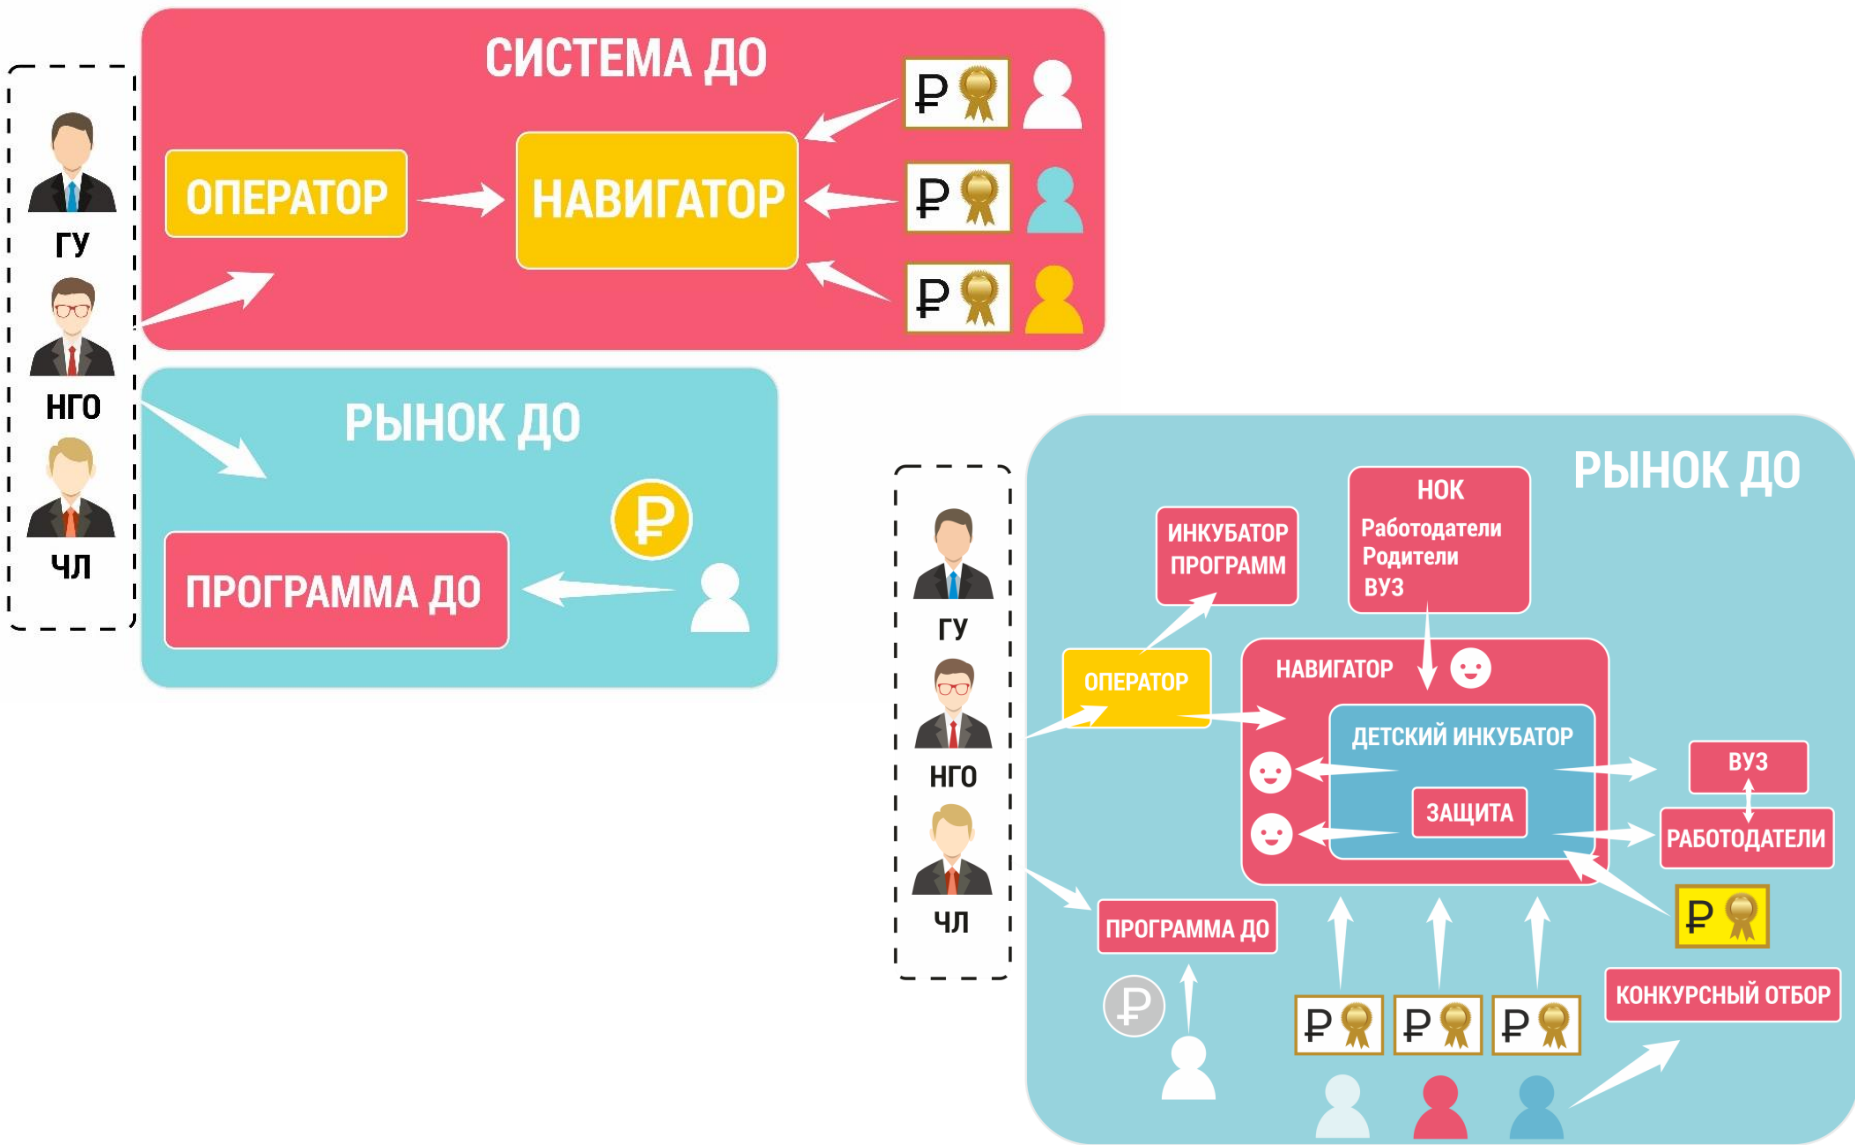 СИСТЕМА ДО
₽
ОПЕРАТОР
НАВИГАТОР
₽
₽
ГУ
НГО
ЧЛ
РЫНОК ДО
₽
ПРОГРАММА ДО
РЫНОК ДО
ГУ
НГО
ЧЛ
ИНКУБАТОР
ПРОГРАММ
НОК
Работодатели
Родители
ВУЗ
ОПЕРАТОР
НАВИГАТОР
ДЕТСКИЙ ИНКУБАТОР
ЗАЩИТА
ВУЗ
РАБОТОДАТЕЛИ
₽
ПРОГРАММА ДО
₽
КОНКУРСНЫЙ ОТБОР
₽
₽
₽